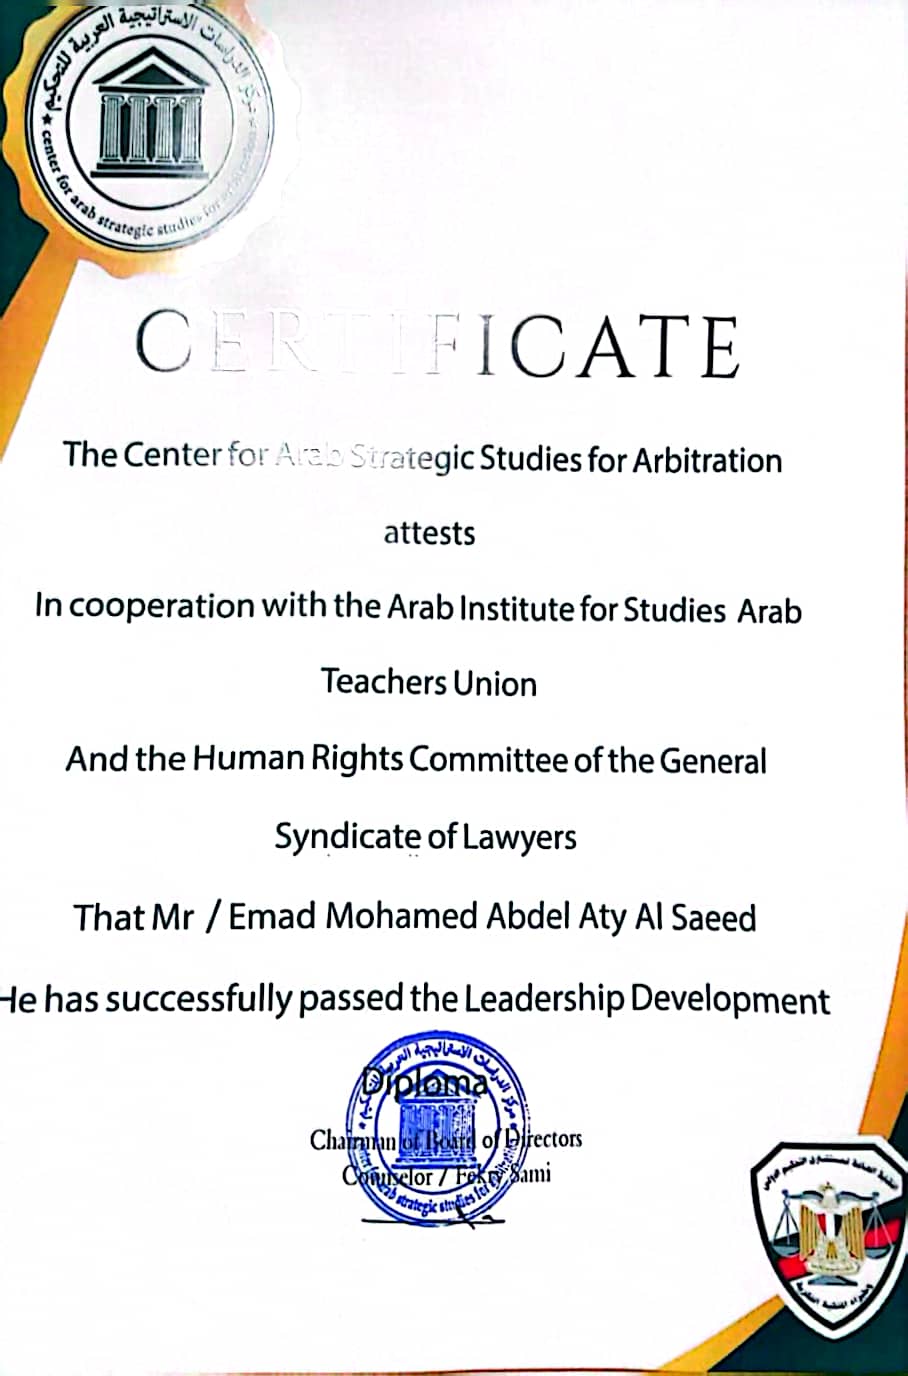 مركز الدراسات الاستراتيجية العربية للتحكيم
center for arab strategic studies for arbitration
CERTIFICATE
The Center for Arab Strategic Studies for Arbitration
attests
In cooperation with the Arab Institute for Studies Arab
Teachers Union
And the Human Rights Committee of the General
Syndicate of Lawyers
That Mr / Emad Mohamed Abdel Aty Al Saeed
He has successfully passed the Leadership Development
Diploma
Chairman of Board of Directors
Counselor / Fekry Sami
مركز الدراسات الاستراتيجية العربية للتحكيم
center for arab strategic studies for arbitration